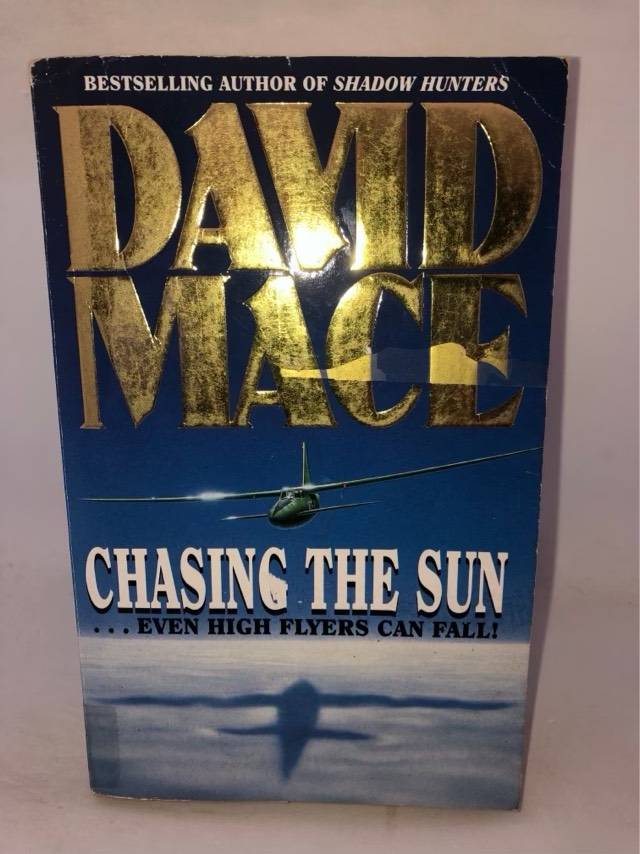 BESTSELLING AUTHOR OF SHADOW HUNTERS
DAVID
MACE
CHASING THE SUN
...EVEN HIGH FLYERS CAN FALL!